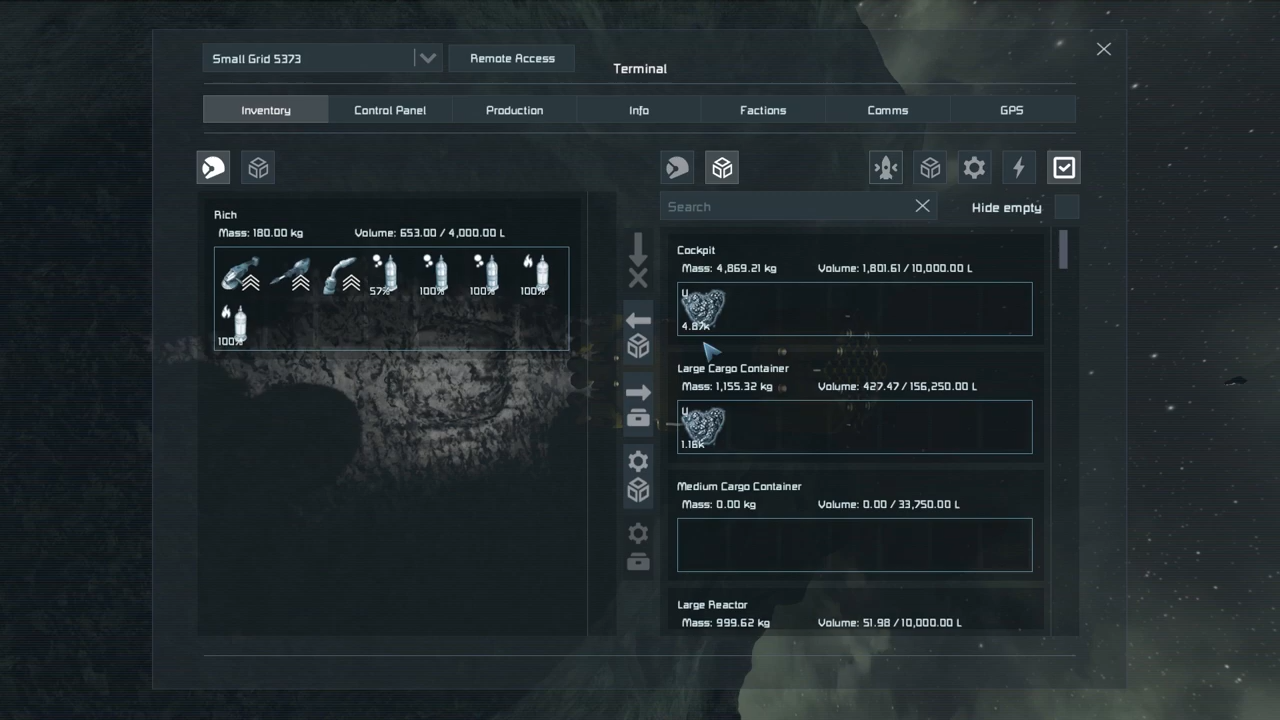 Small Grid 5373
Remote Access
Terminal
Inventory Control Panel Production Info Factions Comms GPS
Search
Hide empty
Rich
Mass: 180.00 kg Volume: 653.00 / 4,000.00 L
57% 100% 100% 100%
100%
Cockpit
Mass: 4,869.21 kg Volume: 1,801.61 / 10,000.00 L
U
4.87k
Large Cargo Container
Mass: 1,155.32 kg Volume: 427.47 / 156,250.00 L
U
1.16k
Medium Cargo Container
Mass: 0.00 kg Volume: 0.00 / 33,750.00 L
Large Reactor
Mass: 999.62 kg Volume: 51.98 / 10,000.00 L